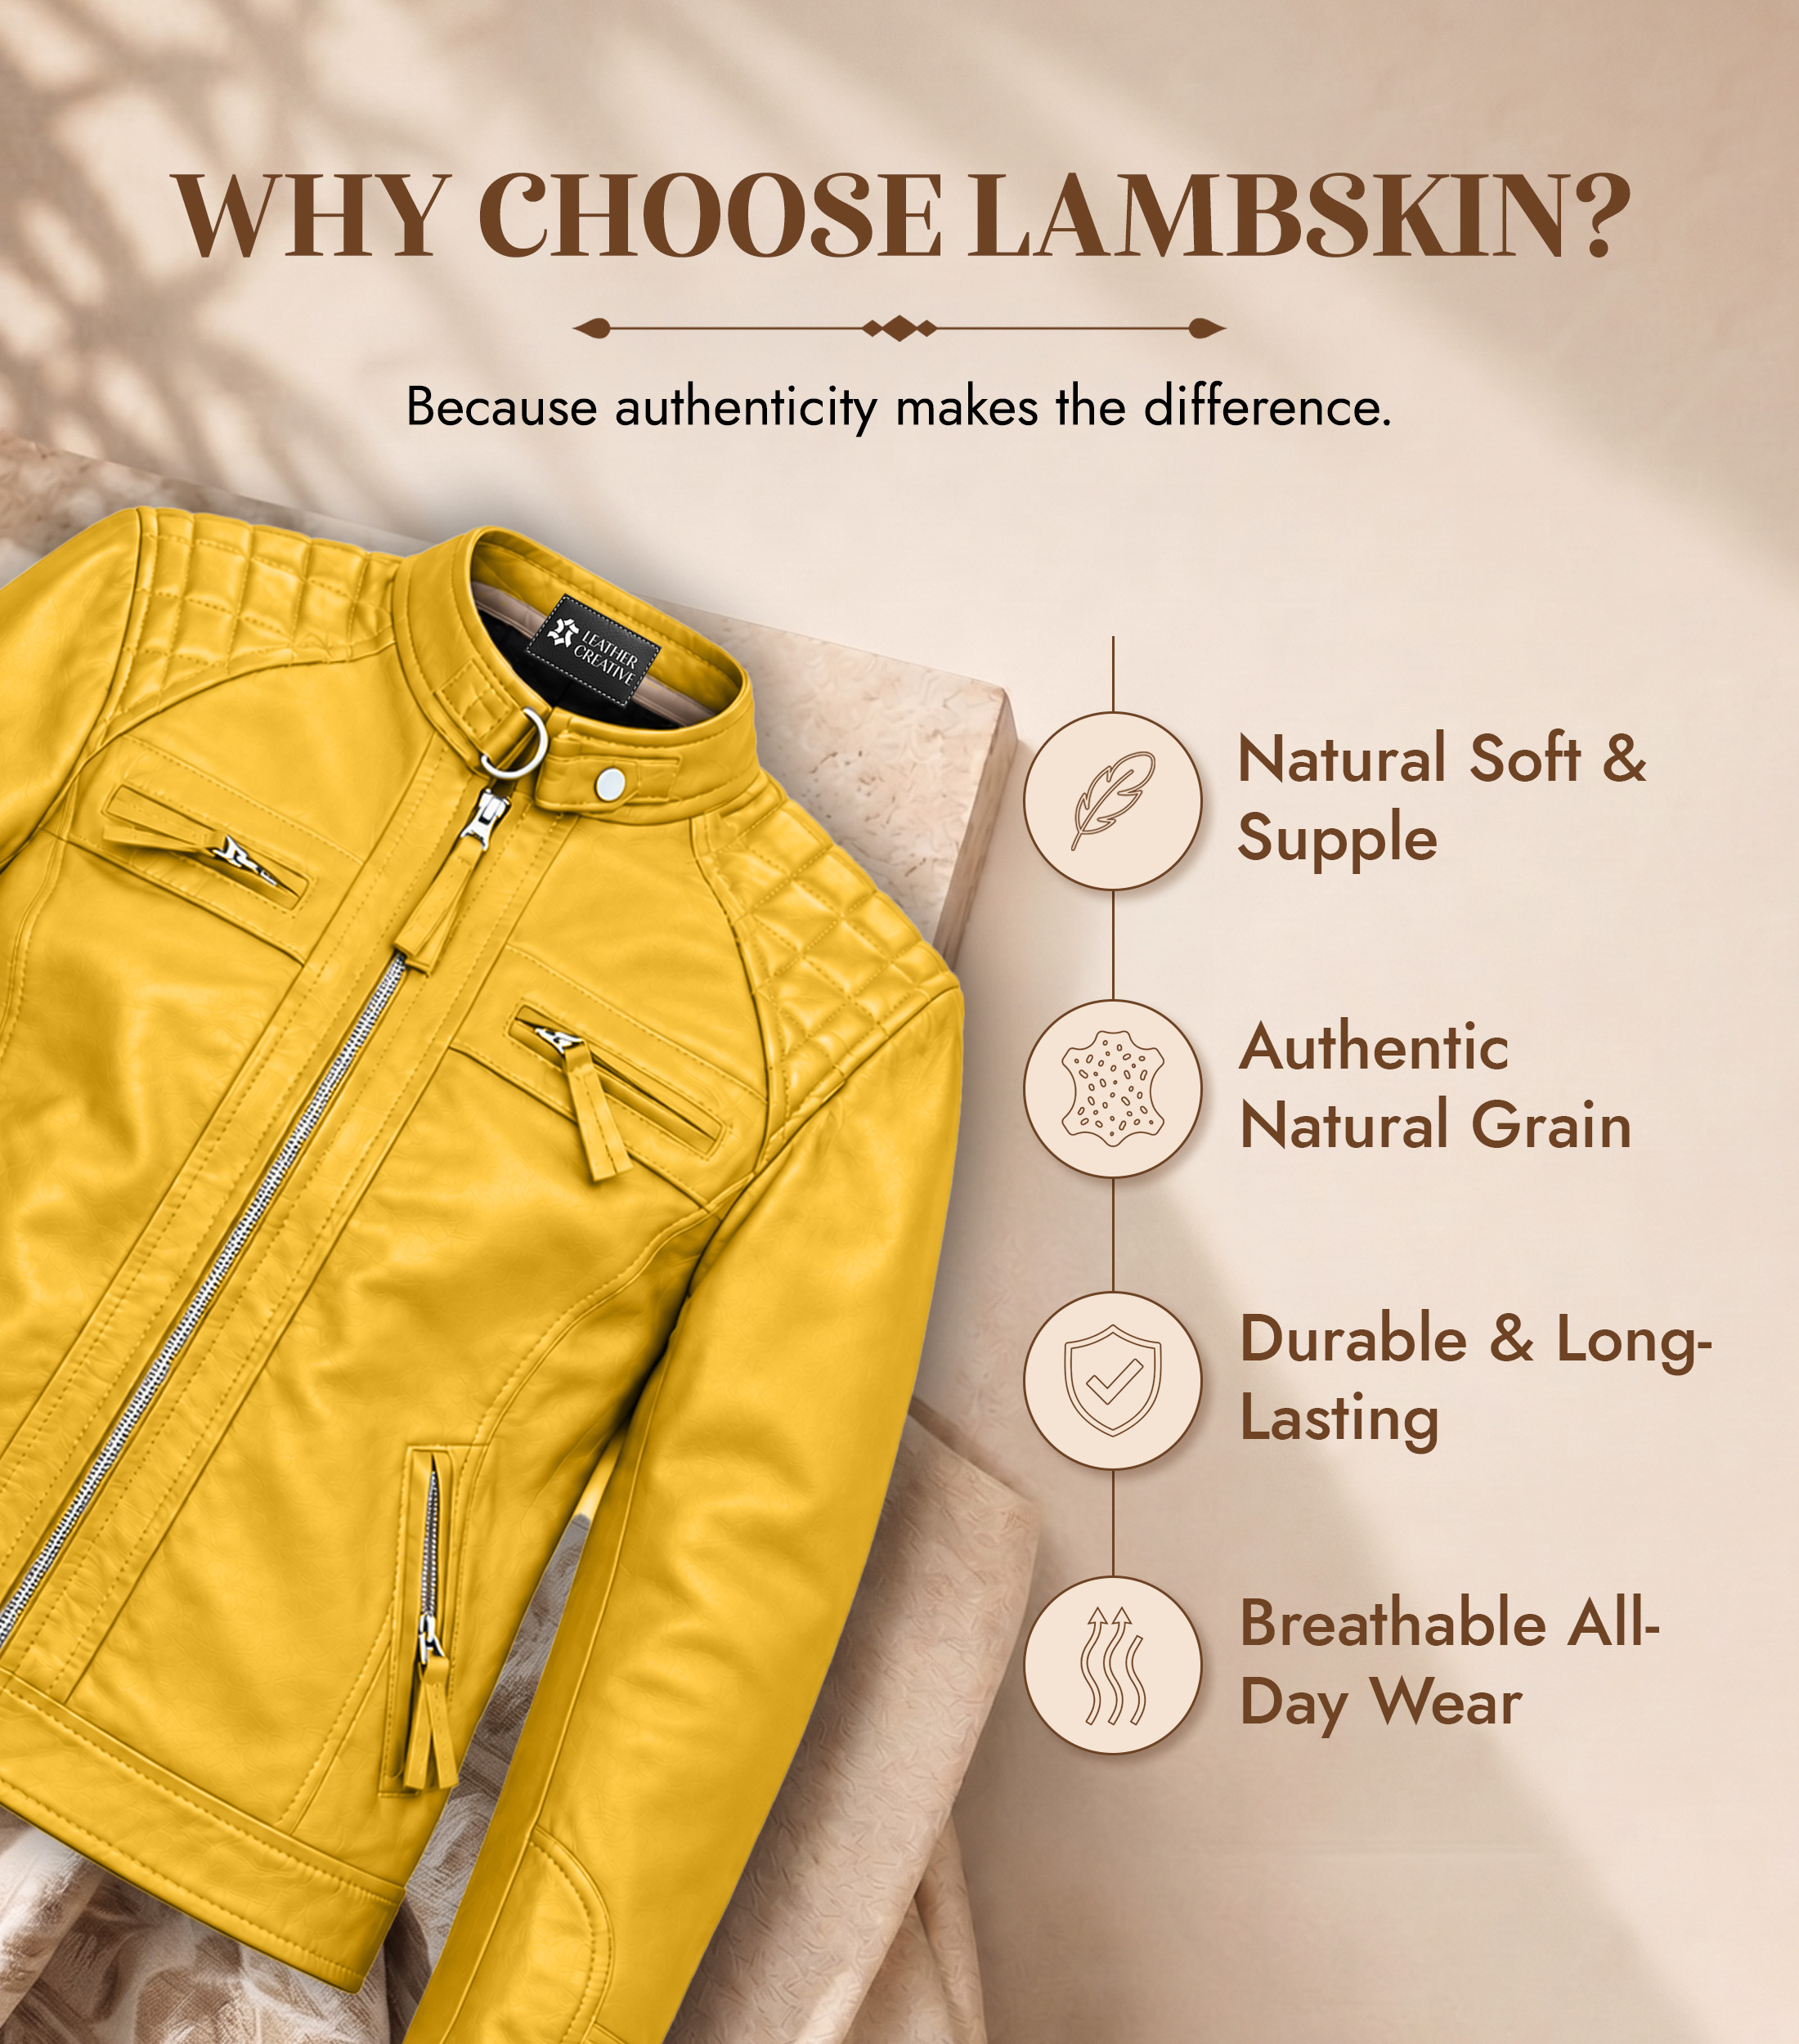 WHY CHOOSE LAMBSKIN?
Because authenticity makes the difference.
LEATHER
CREATIVE
Natural Soft &
Supple
Authentic
Natural Grain
Durable & Long-
Lasting
Breathable All-
Day Wear